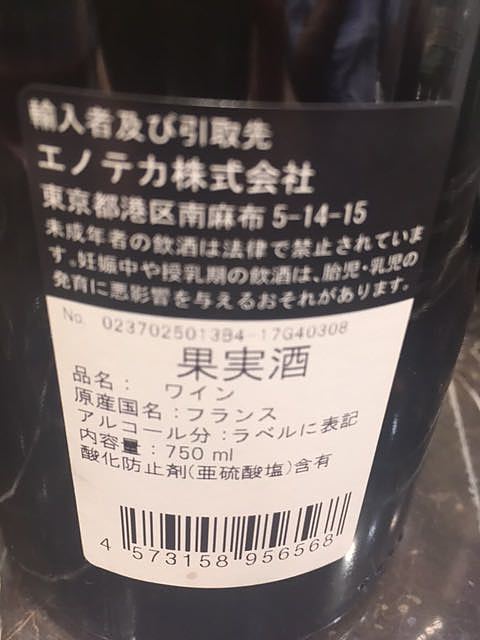 輸入者及び引取先
エノテカ株式会社
東京都港区南麻布 5-14-15
未成年者の飲酒は法律で禁止されていま
す。妊娠中や授乳期の飲酒は、胎児・乳児の
発育に悪影響を与えるおそれがあります。
No. 0237025013B4-17G40308
果実酒
品名： ワイン
原産国名：フランス
アルコール分：ラベルに表記
内容量：750 ml
酸化防止剤(亜硫酸塩)含有
4 573158 956568